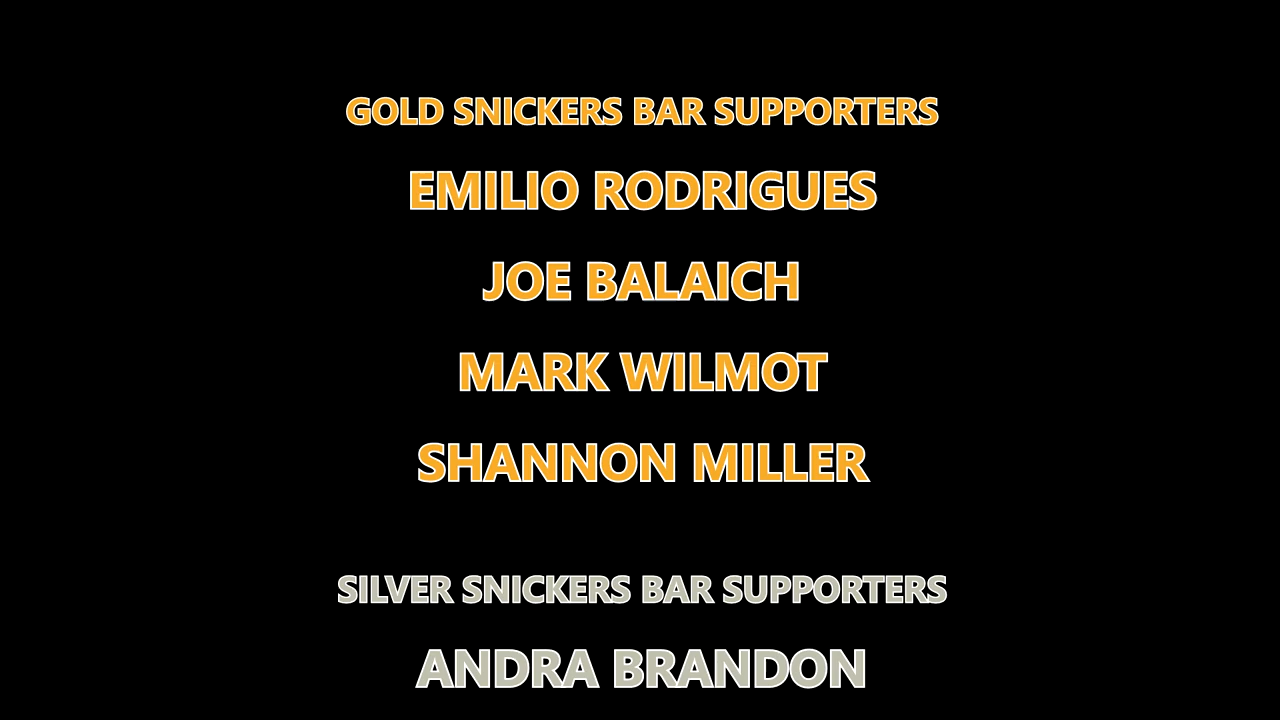 GOLD SNICKERS BAR SUPPORTERS
EMILIO RODRIGUES
JOE BALAICH
MARK WILMOT
SHANNON MILLER
SILVER SNICKERS BAR SUPPORTERS
ANDRA BRANDON